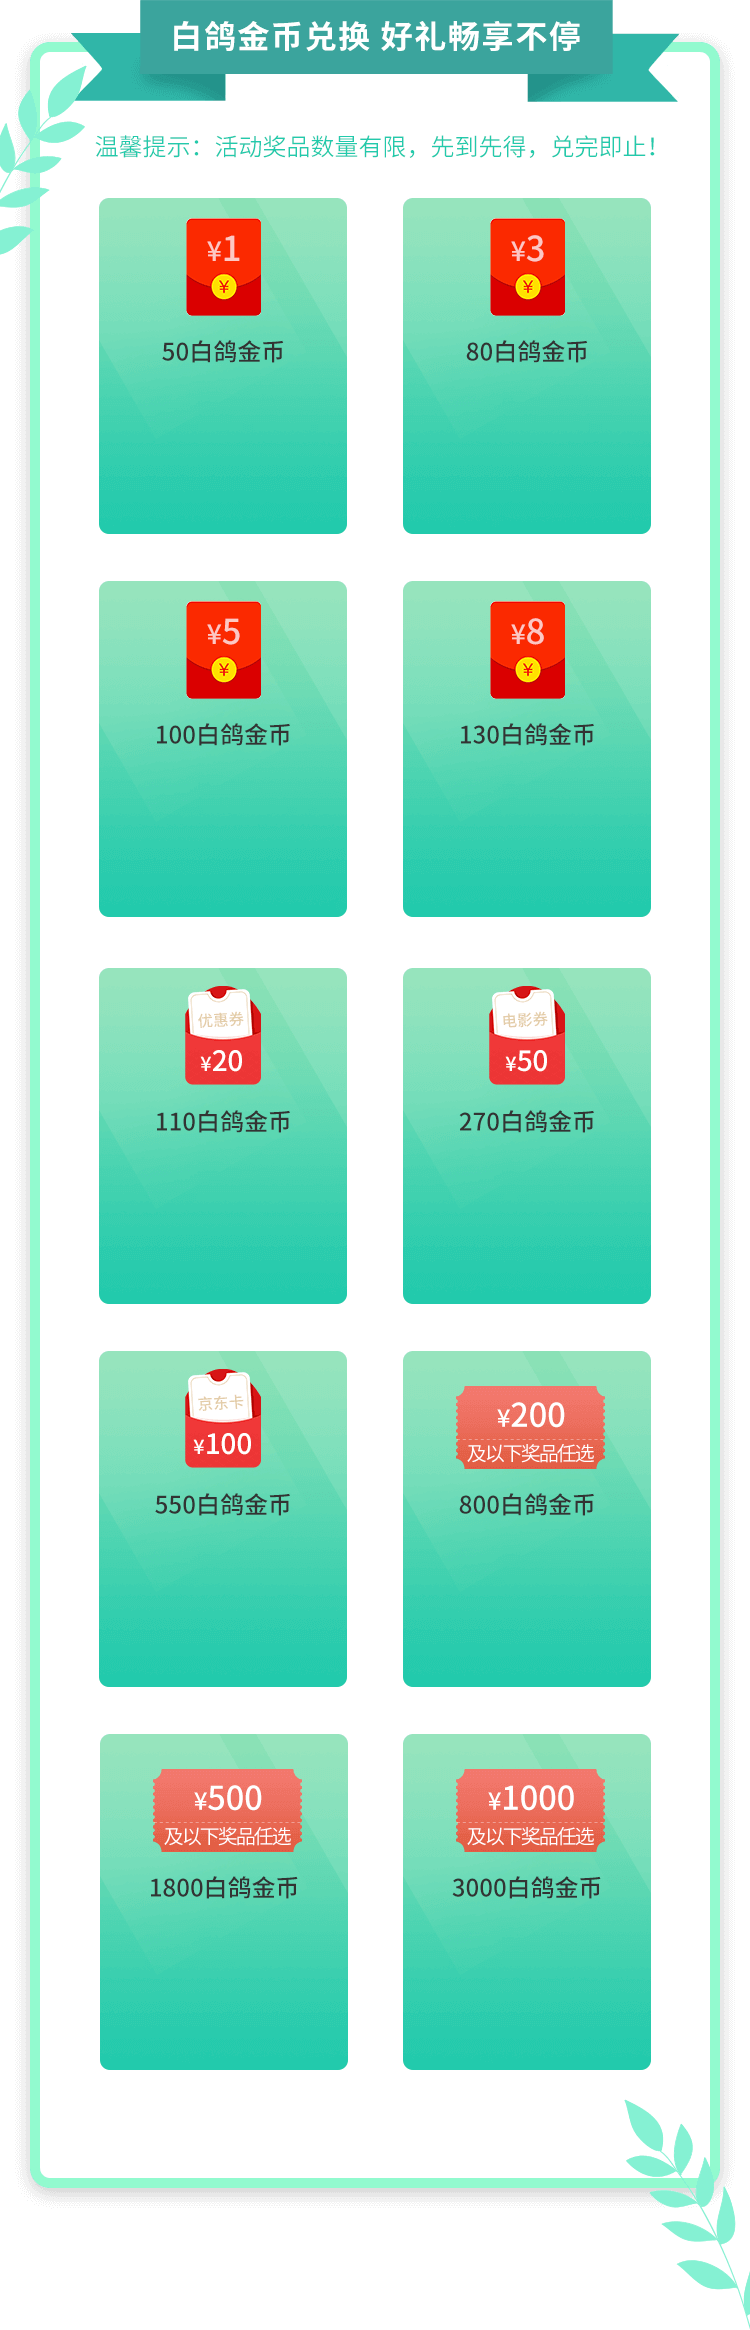 白鸽金币兑换 好礼畅享不停
温馨提示：活动奖品数量有限，先到先得，兑完即止！
¥1
¥
50白鸽金币
¥3
¥
80白鸽金币
¥5
¥
100白鸽金币
¥8
¥
130白鸽金币
优惠券
¥20
110白鸽金币
电影券
¥50
270白鸽金币
京东卡
¥100
550白鸽金币
¥200
及以下奖品任选
800白鸽金币
¥500
及以下奖品任选
1800白鸽金币
¥1000
及以下奖品任选
3000白鸽金币